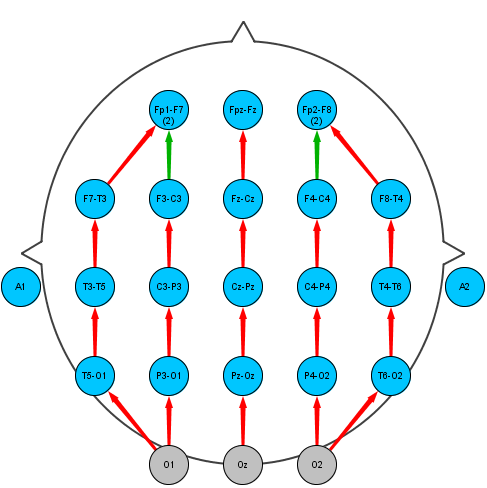 Fp1-F7
(2)
Fpz-Fz
Fp2-F8
(2)
F7-T3
F3-C3
Fz-Cz
F4-C4
F8-T4
A1
T3-T5
C3-P3
Cz-Pz
C4-P4
T4-T6
A2
T5-O1
P3-O1
Pz-Oz
P4-O2
T6-O2
O1
Oz
O2